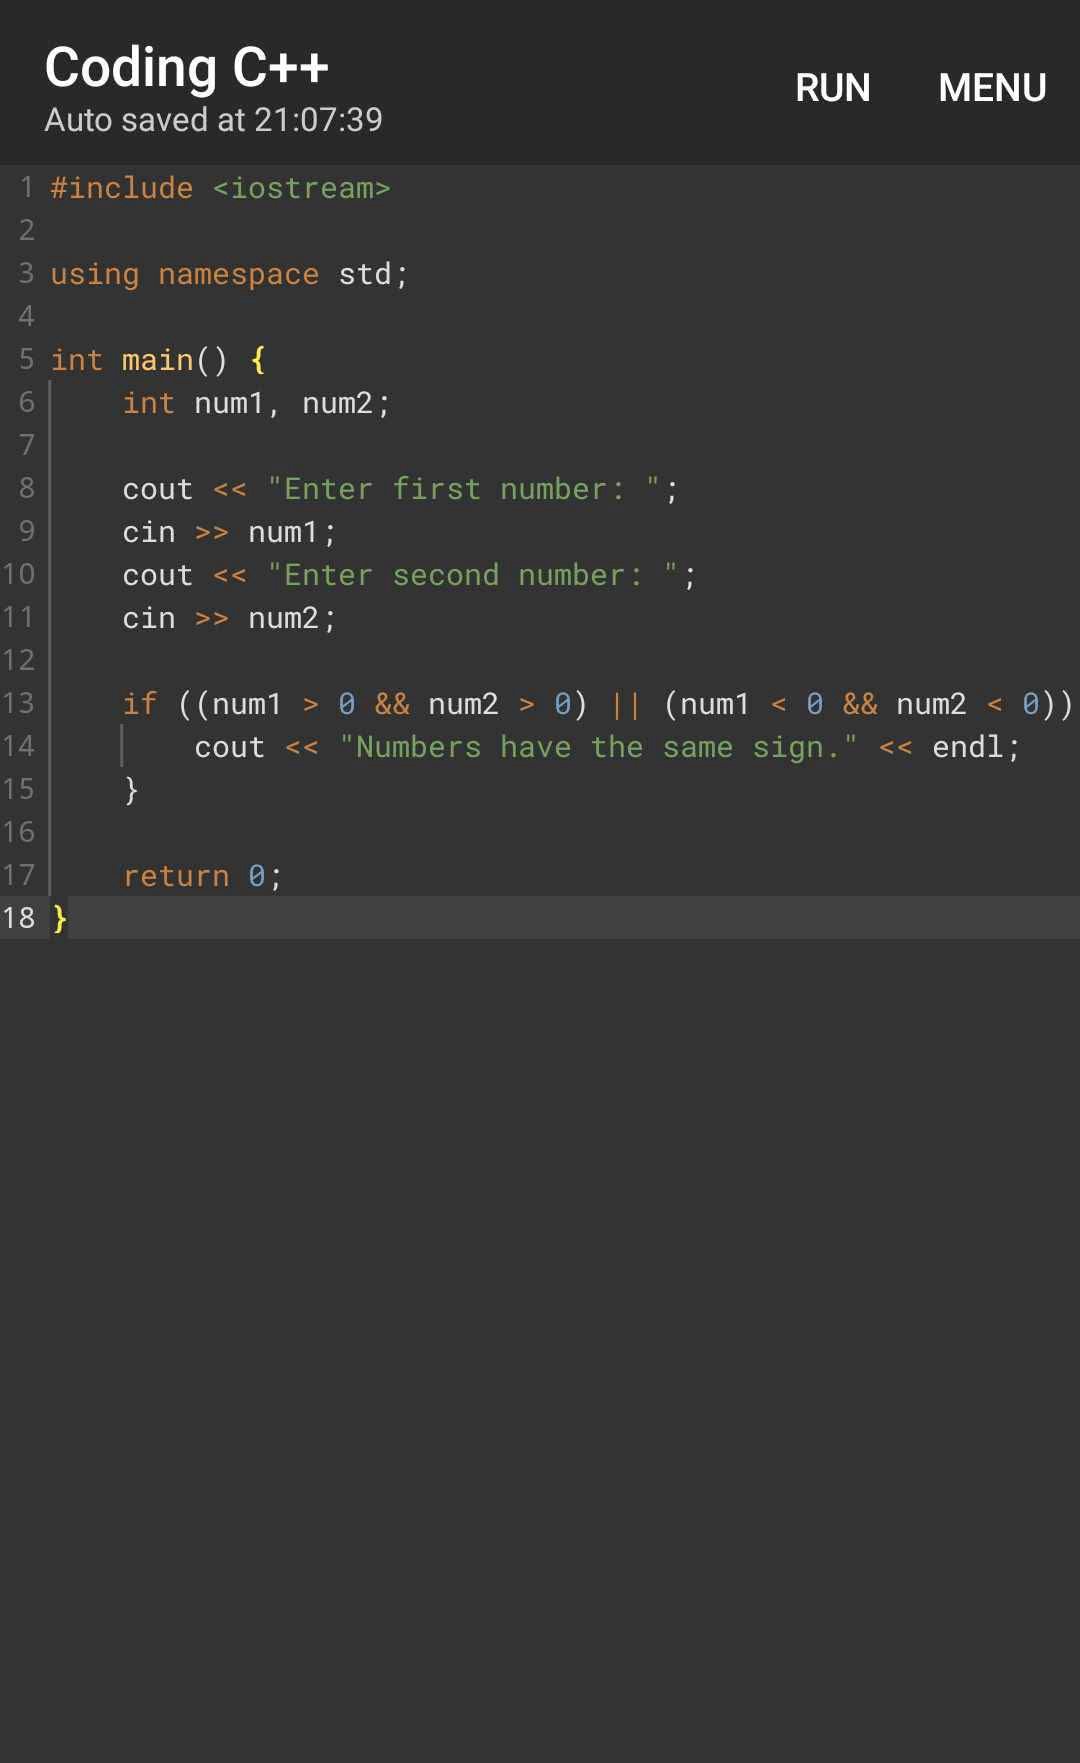 Coding C++
Auto saved at 21:07:39
RUN MENU
1 #include <iostream>
2
3 using namespace std;
4
5 int main() {
6     int num1, num2;
7
8     cout << "Enter first number: ";
9     cin >> num1;
10     cout << "Enter second number: ";
11     cin >> num2;
12
13     if ((num1 > 0 && num2 > 0) || (num1 < 0 && num2 < 0))
14         cout << "Numbers have the same sign." << endl;
15     }
16
17     return 0;
18 }